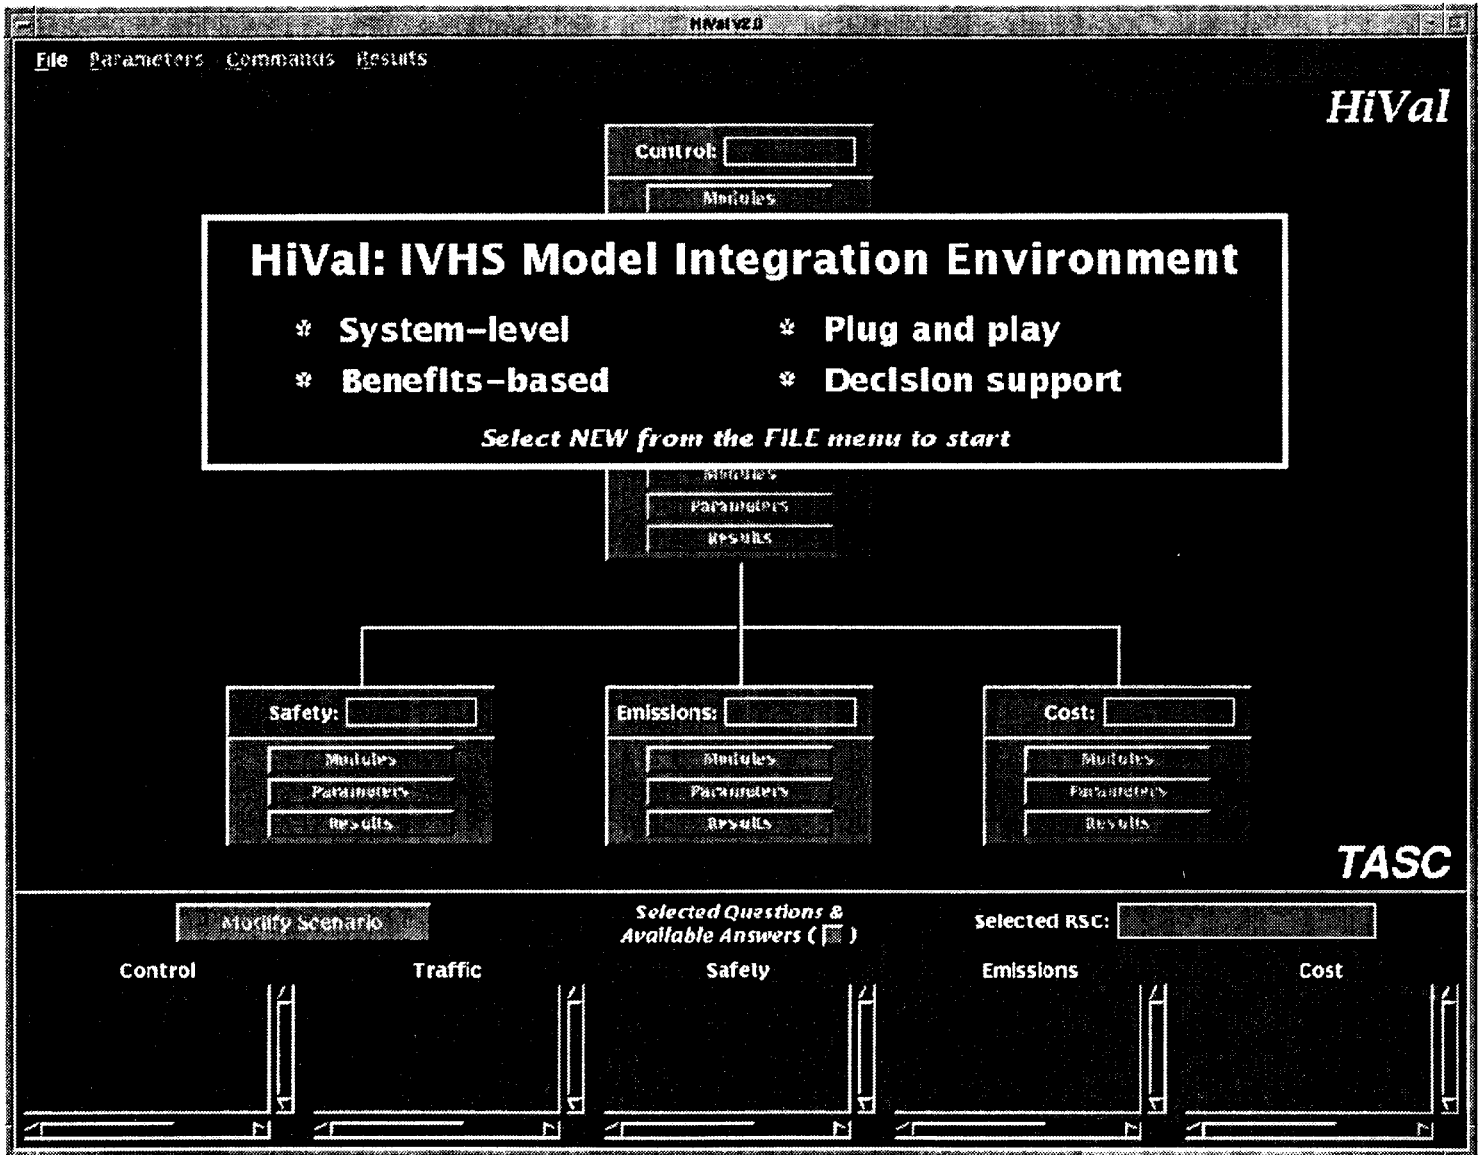 HiVal v2.0
File Parameters Commands Results
HiVal
Control:
Modules
HiVal: IVHS Model Integration Environment
System-level
Plug and play
Benefits-based
Decision support
Select NEW from the FILE menu to start
Modules
Parameters
Results
Safety:
Emissions:
Cost:
Modules
Modules
Modules
Parameters
Parameters
Parameters
Results
Results
Results
TASC
Modify Scenario
Selected Questions &
Available Answers ( )
Selected RSC:
Control
Traffic
Safety
Emissions
Cost